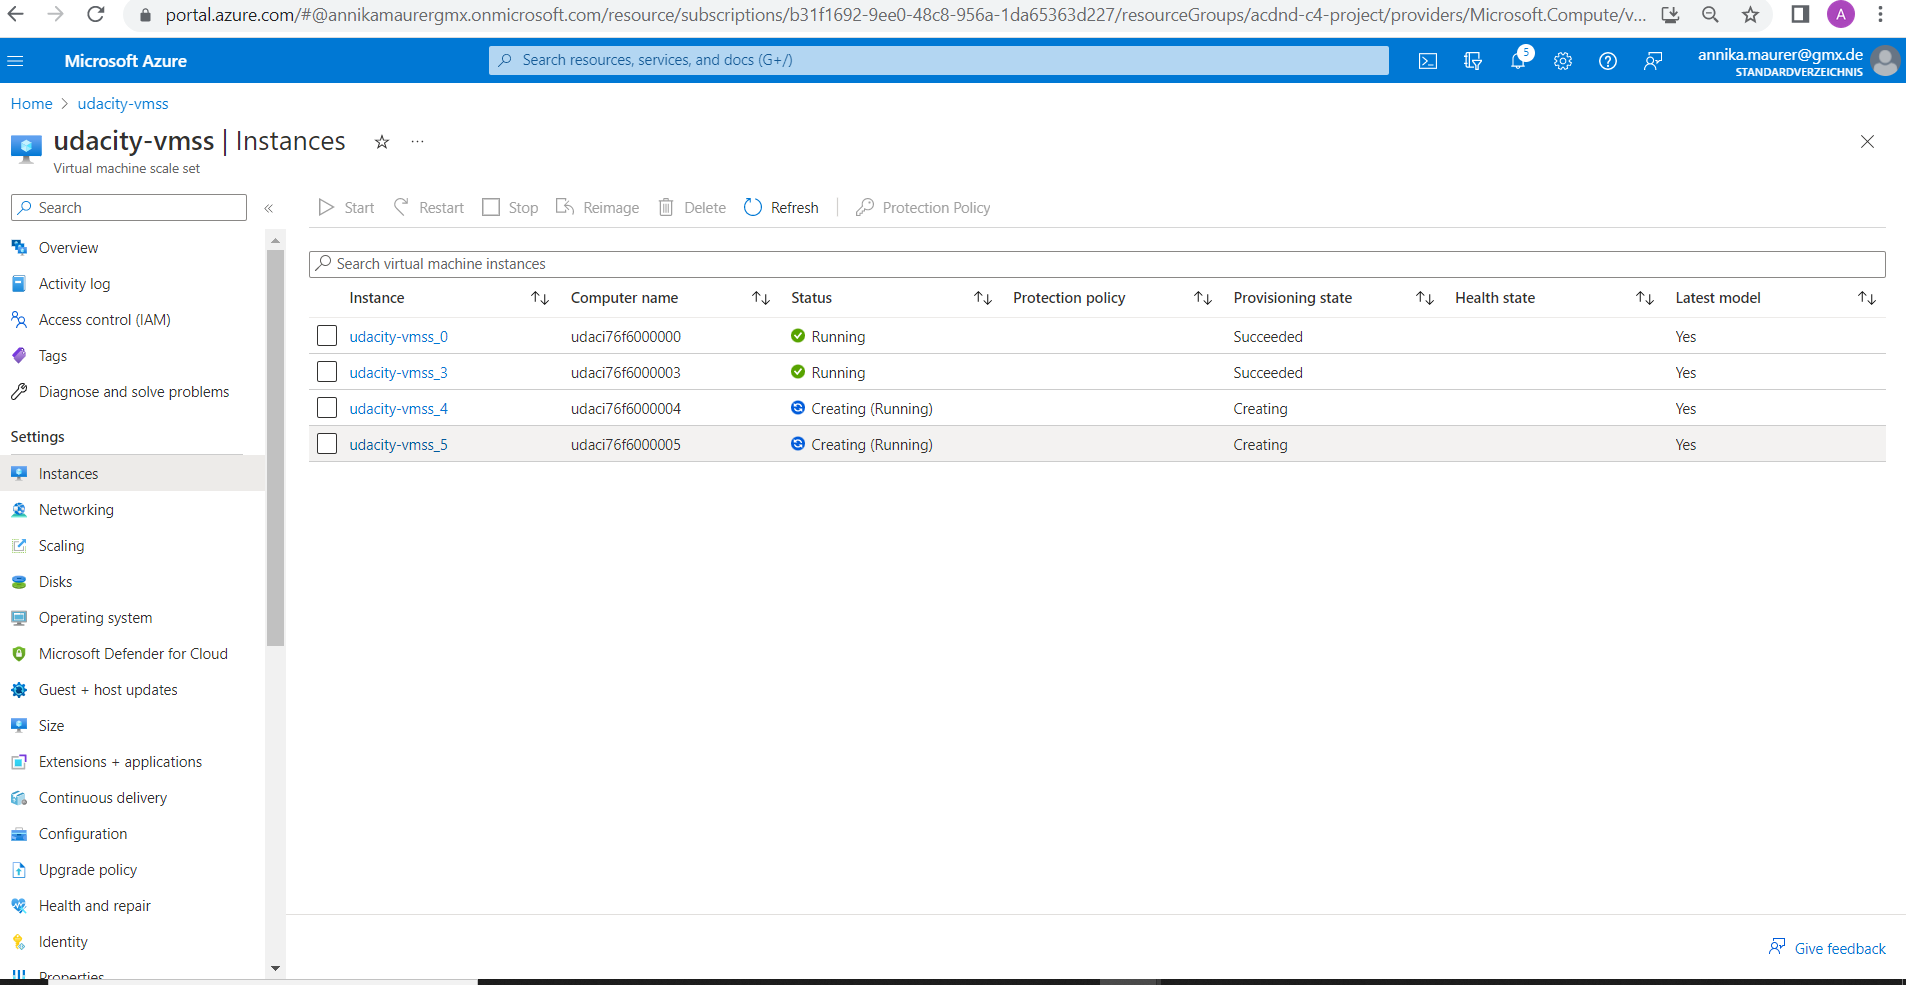 portal.azure.com/#@annikamaurergmx.onmicrosoft.com/resource/subscriptions/b31f1692-9ee0-48c8-956a-1da65363d227/resourceGroups/acdnd-c4-project/providers/Microsoft.Compute/v...
A
Microsoft Azure
Search resources, services, and docs (G+/)
5
annika.maurer@gmx.de
STANDARDVERZEICHNIS
Home > udacity-vmss
udacity-vmss | Instances
Virtual machine scale set
Search
«
Start Restart Stop Reimage Delete Refresh Protection Policy
Overview
Activity log
Access control (IAM)
Tags
Diagnose and solve problems
Settings
Instances
Networking
Scaling
Disks
Operating system
Microsoft Defender for Cloud
Guest + host updates
Size
Extensions + applications
Continuous delivery
Configuration
Upgrade policy
Health and repair
Identity
Properties
Search virtual machine instances
Instance Computer name Status Protection policy Provisioning state Health state Latest model
udacity-vmss_0 udaci76f6000000 Running Succeeded Yes
udacity-vmss_3 udaci76f6000003 Running Succeeded Yes
udacity-vmss_4 udaci76f6000004 Creating (Running) Creating Yes
udacity-vmss_5 udaci76f6000005 Creating (Running) Creating Yes
Give feedback